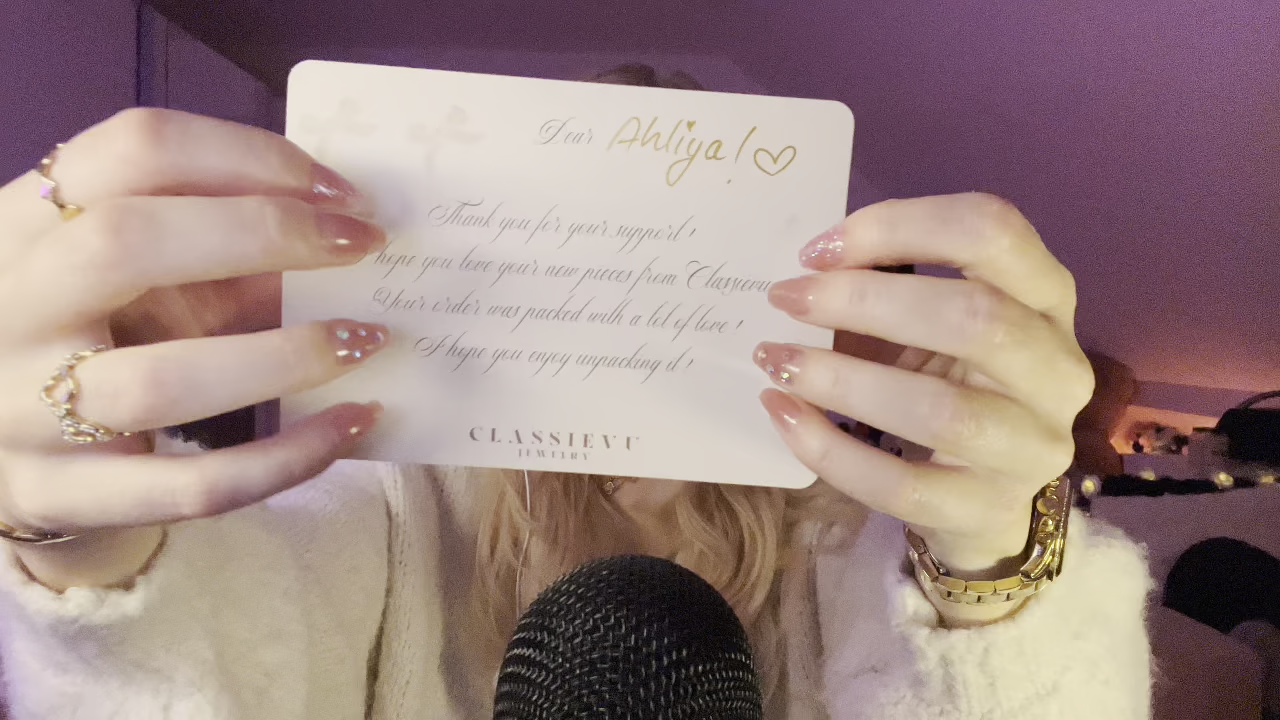 Dear Ahliya! ♡
Thank you for your support!
hope you love your new pieces from Classievu
Your order was packed with a lot of love!
I hope you enjoy unpacking it!
CLASSIEVU
JEWELRY